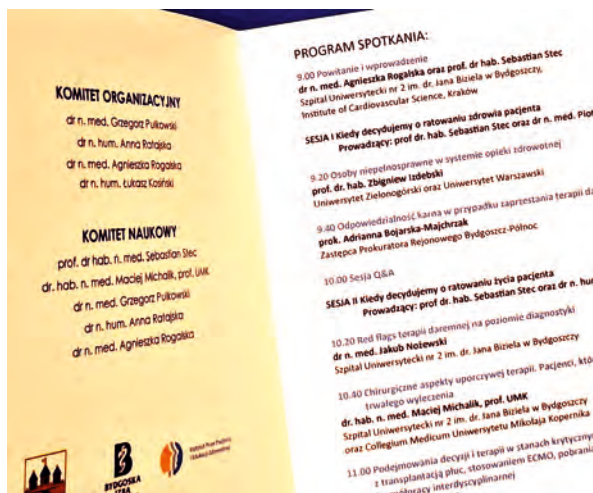 KOMITET ORGANIZACYJNY
dr n. med. Grzegorz Pulkowski
dr n. hum. Anna Ratajska
dr n. med. Agnieszka Rogalska
dr n. hum. Łukasz Kosiński
KOMITET NAUKOWY
prof. dr hab. n. med. Sebastian Stec
dr. hab. n. med. Maciej Michalik, prof. UMK
dr n. med. Grzegorz Pulkowski
dr n. hum. Anna Ratajska
dr n. med. Agnieszka Rogalska
BYDGOSKA
PROGRAM SPOTKANIA:
9.00 Powitanie i wprowadzenie
dr n. med. Agnieszka Rogalska oraz prof. dr hab. Sebastian Stec
Szpital Uniwersytecki nr 2 im. dr. Jana Biziela w Bydgoszczy,
Institute of Cardiovascular Science, Kraków
SESJA I Kiedy decydujemy o ratowaniu zdrowia pacjenta
Prowadzący: prof. dr hab. Sebastian Stec oraz dr n. med.
9.20 Osoby niepełnosprawne w systemie opieki zdrowotnej
prof. dr. hab. Zbigniew Izdebski
Uniwersytet Zielonogórski oraz Uniwersytet Warszawski
9.40 Odpowiedzialność karna w przypadku zaprzestania terapii
prok. Adrianna Bojarska-Majchrzak
Zastępca Prokuratora Rejonowego Bydgoszcz-Północ
10.00 Sesja Q&A
SESJA II Kiedy decydujemy o ratowaniu życia pacjenta
Prowadzący: prof dr hab. Sebastian Stec oraz dr n.
10.20 Red flags terapii daremnej na poziomie diagnostyki
dr n. med. Jakub Nożewski
Szpital Uniwersytecki nr 2 im. dr. Jana Biziela w Bydgoszczy
10.40 Chirurgiczne aspekty uporczywej terapii. Pacjenci,
trwałego wyleczenia
dr. hab. n. med. Maciej Michalik, prof. UMK
Szpital Uniwersytecki nr 2 im. dr. Jana Biziela w Bydgoszczy
oraz Collegium Medicum Uniwersytetu Mikołaja Kopernika
11.00 Podejmowania decyzji i terapii w stanach
z transplantacją płuc, stosowaniem ECMO,
interdyscyplinarnej